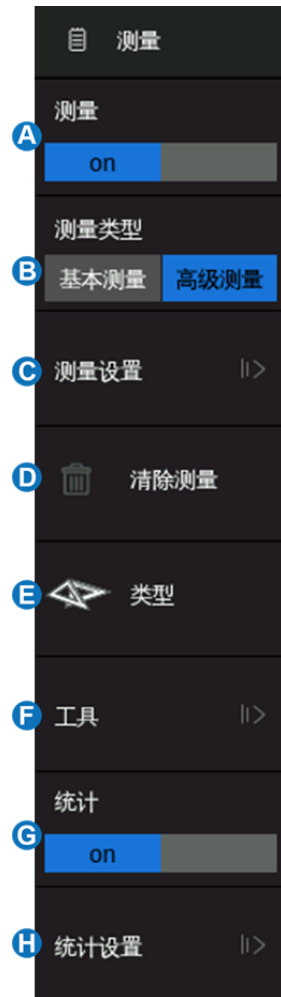 测量
测量
A
on
测量类型
B
基本测量 高级测量
C 测量设置
D 清除测量
E 类型
F 工具
统计
G
on
H 统计设置